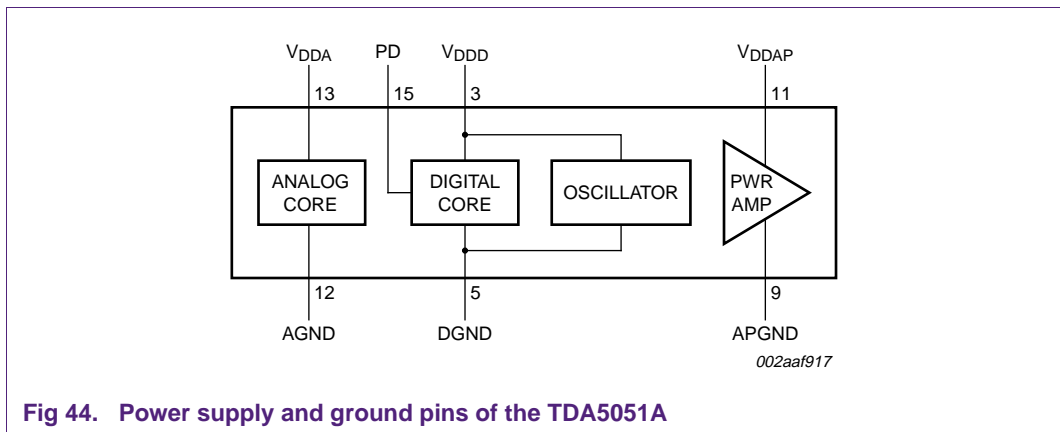 VDDA PD VDDD VDDAP
13 15 3 11
ANALOG CORE
DIGITAL CORE
OSCILLATOR
PWR AMP
12 5 9
AGND DGND APGND
002aaf917
Fig 44. Power supply and ground pins of the TDA5051A